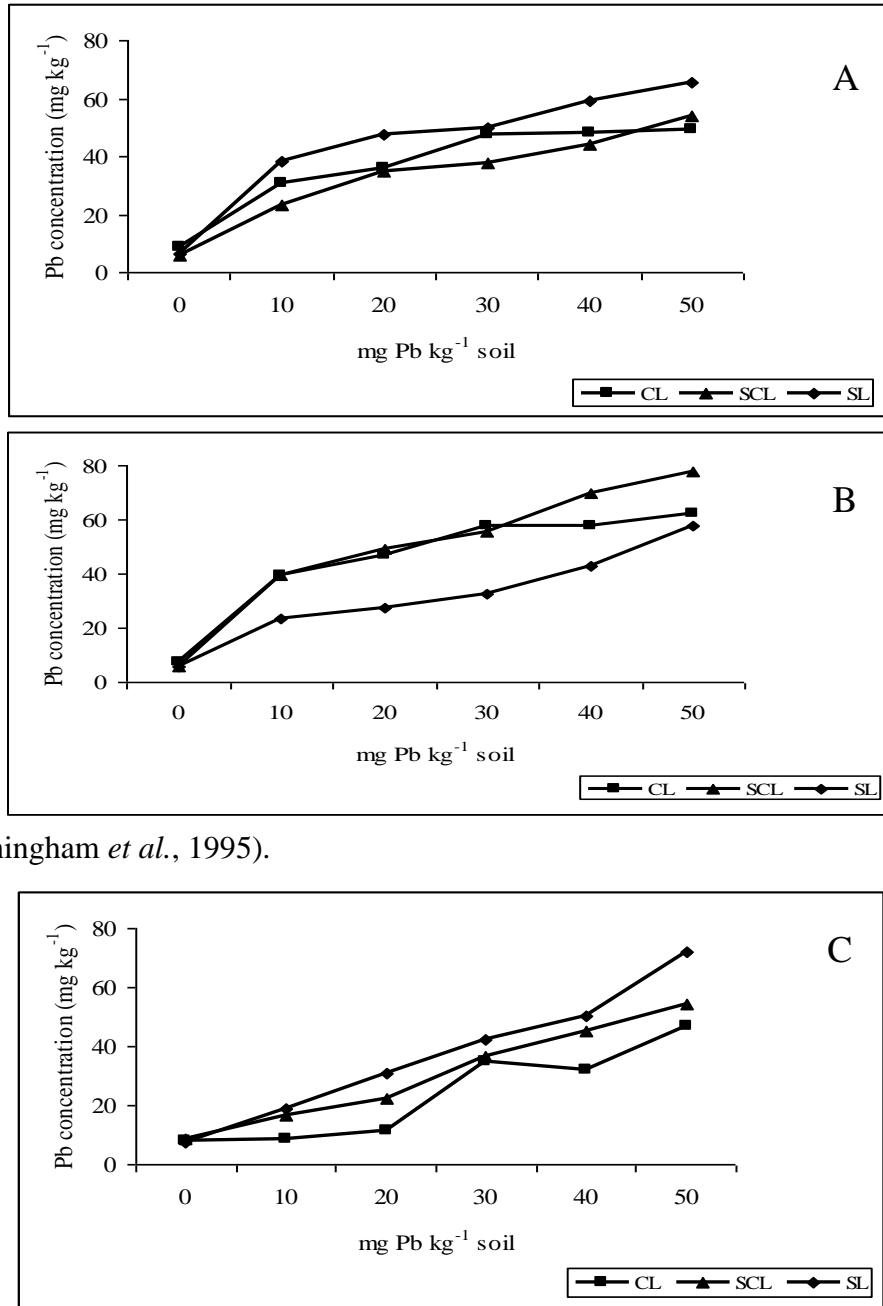 80
60
40
20
0
Pb concentration (mg kg⁻¹)
A
0 10 20 30 40 50
mg Pb kg⁻¹ soil
CL SCL SL
80
60
40
20
0
Pb concentration (mg kg⁻¹)
B
0 10 20 30 40 50
mg Pb kg⁻¹ soil
CL SCL SL
ningham et al., 1995).
80
60
40
20
0
Pb concentration (mg kg⁻¹)
C
0 10 20 30 40 50
mg Pb kg⁻¹ soil
CL SCL SL